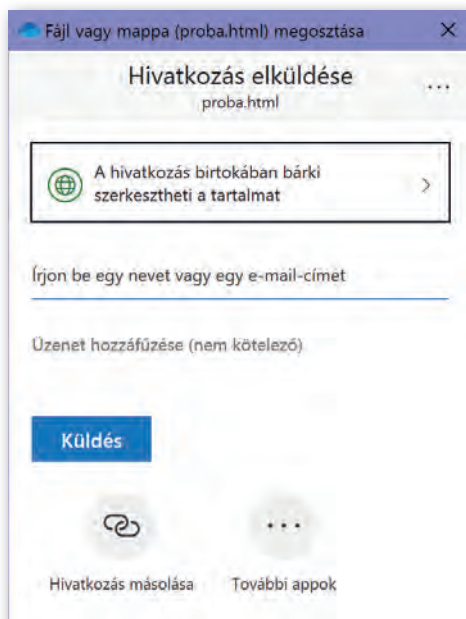 Fájl vagy mappa (proba.html) megosztása
Hivatkozás elküldése
proba.html
A hivatkozás birtokában bárki
szerkesztheti a tartalmat
Írjon be egy nevet vagy egy e-mail-címet
Üzenet hozzáfűzése (nem kötelező)
Küldés
Hivatkozás másolása
További appok